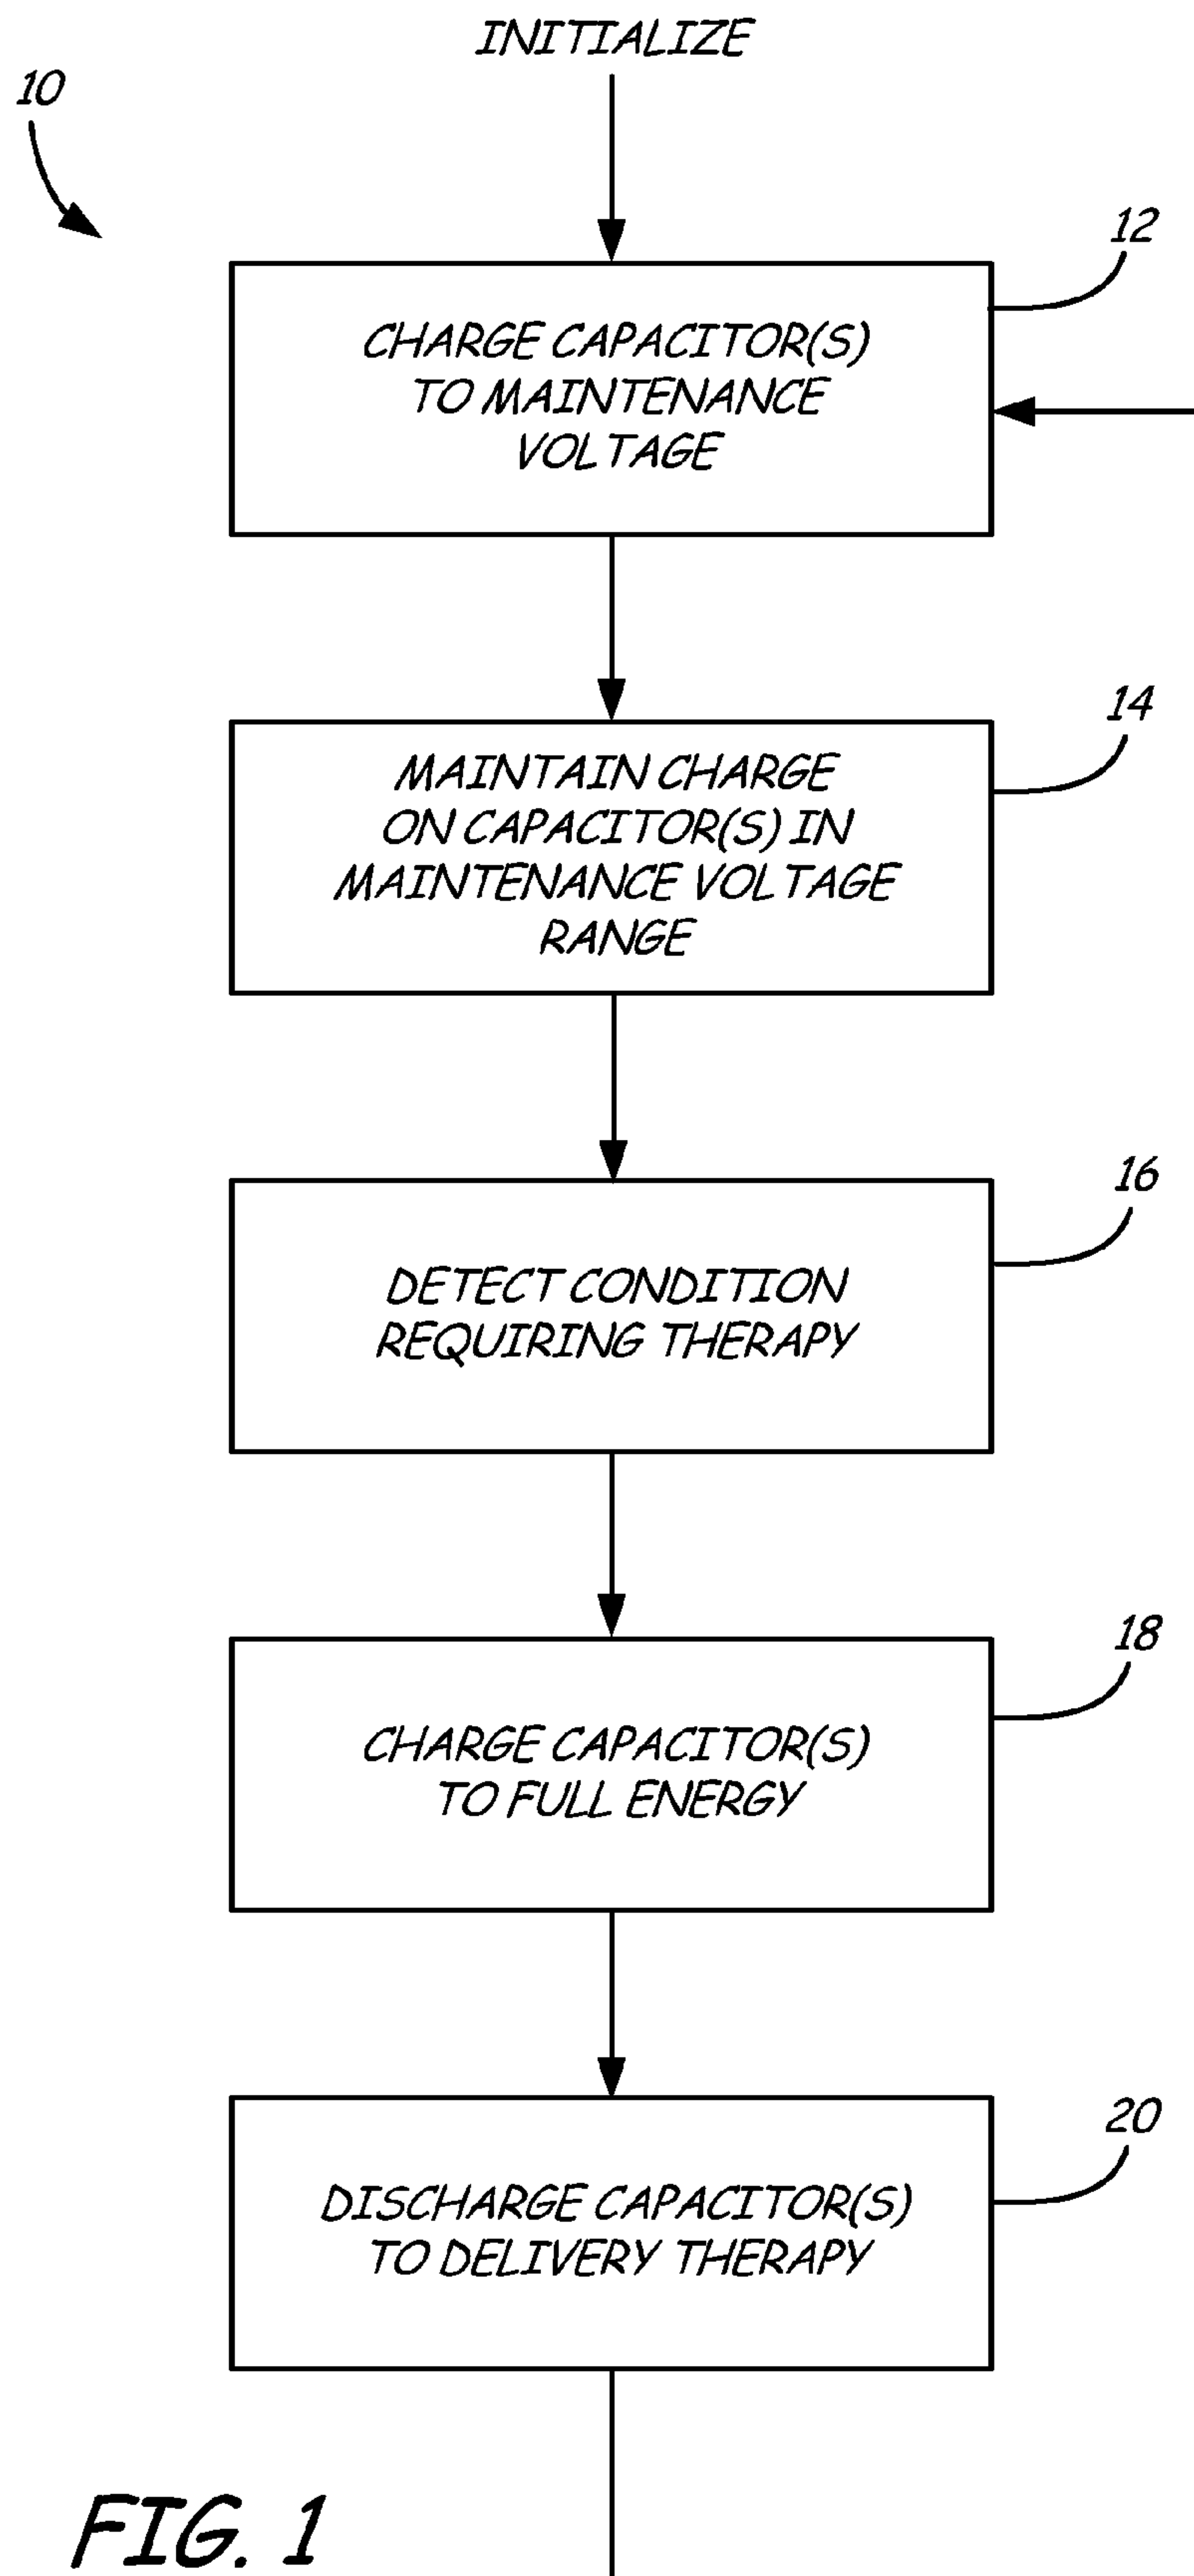 INITIALIZE
10
12
CHARGE CAPACITOR(S)
TO MAINTENANCE
VOLTAGE
14
MAINTAIN CHARGE
ON CAPACITOR(S) IN
MAINTENANCE VOLTAGE
RANGE
16
DETECT CONDITION
REQUIRING THERAPY
18
CHARGE CAPACITOR(S)
TO FULL ENERGY
20
DISCHARGE CAPACITOR(S)
TO DELIVERY THERAPY
FIG. 1